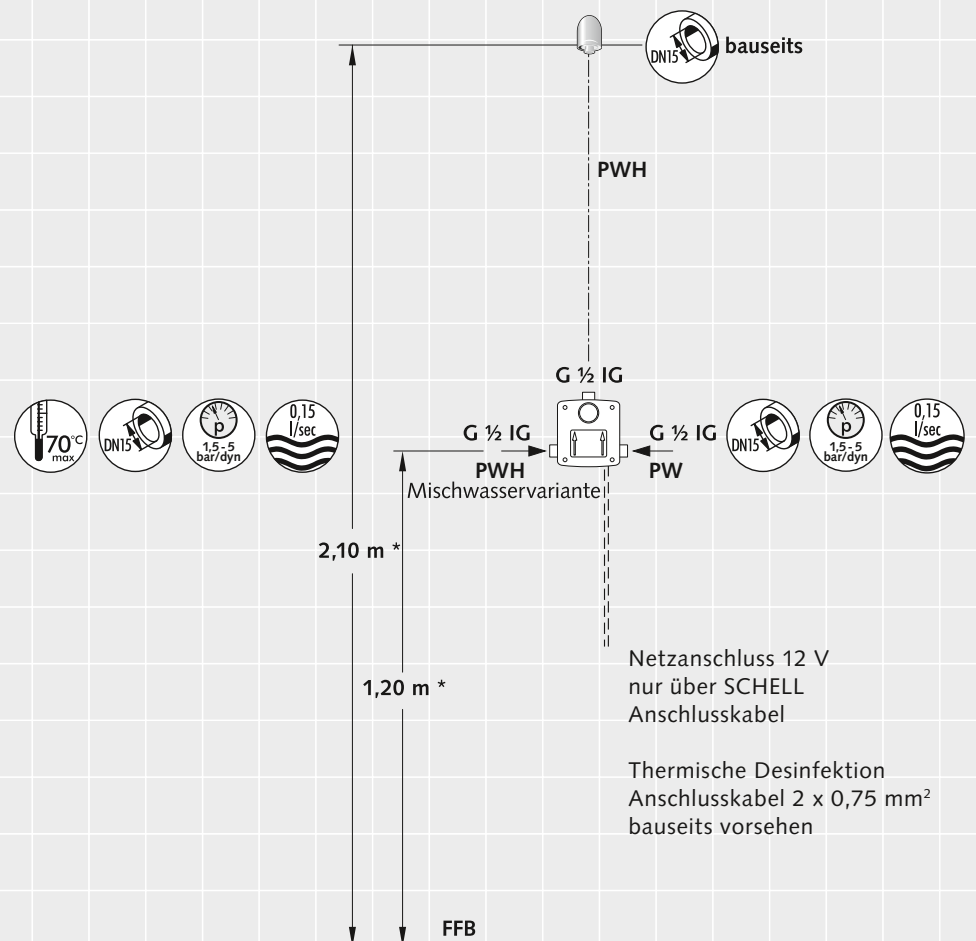 DN15
bauseits
PWH
G ½ IG
70°C
max
DN15
p
1,5 - 5
bar/dyn
0,15
l/sec
G ½ IG
PWH
Mischwasservariante
G ½ IG
PW
DN15
p
1,5 - 5
bar/dyn
0,15
l/sec
2,10 m *
1,20 m *
Netzanschluss 12 V
nur über SCHELL
Anschlusskabel
Thermische Desinfektion
Anschlusskabel 2 x 0,75 mm²
bauseits vorsehen
FFB